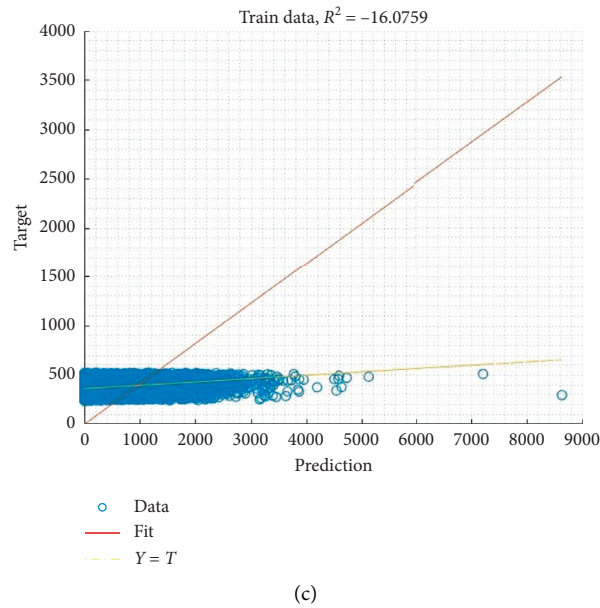 Train data, R² = –16.0759
4000
3500
3000
2500
2000
1500
1000
500
0
Target
0 1000 2000 3000 4000 5000 6000 7000 8000 9000
Prediction
Data
Fit
Y = T
(c)